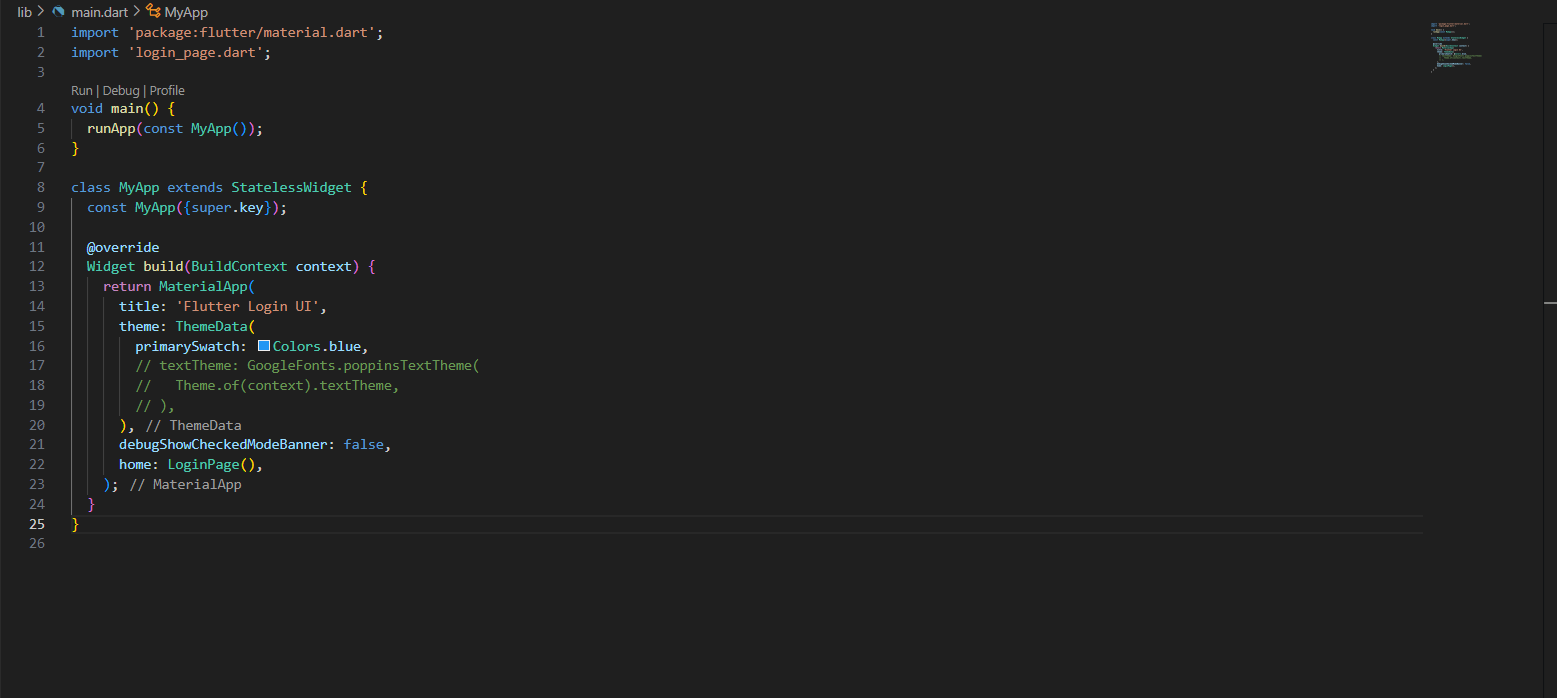 lib > main.dart > MyApp
1 import 'package:flutter/material.dart';
2 import 'login_page.dart';
3
Run | Debug | Profile
4 void main() {
5   runApp(const MyApp());
6 }
7
8 class MyApp extends StatelessWidget {
9   const MyApp({super.key});
10
11   @override
12   Widget build(BuildContext context) {
13     return MaterialApp(
14       title: 'Flutter Login UI',
15       theme: ThemeData(
16         primarySwatch: Colors.blue,
17         // textTheme: GoogleFonts.poppinsTextTheme(
18         //   Theme.of(context).textTheme,
19         // ),
20       ), // ThemeData
21       debugShowCheckedModeBanner: false,
22       home: LoginPage(),
23     ); // MaterialApp
24   }
25 }
26